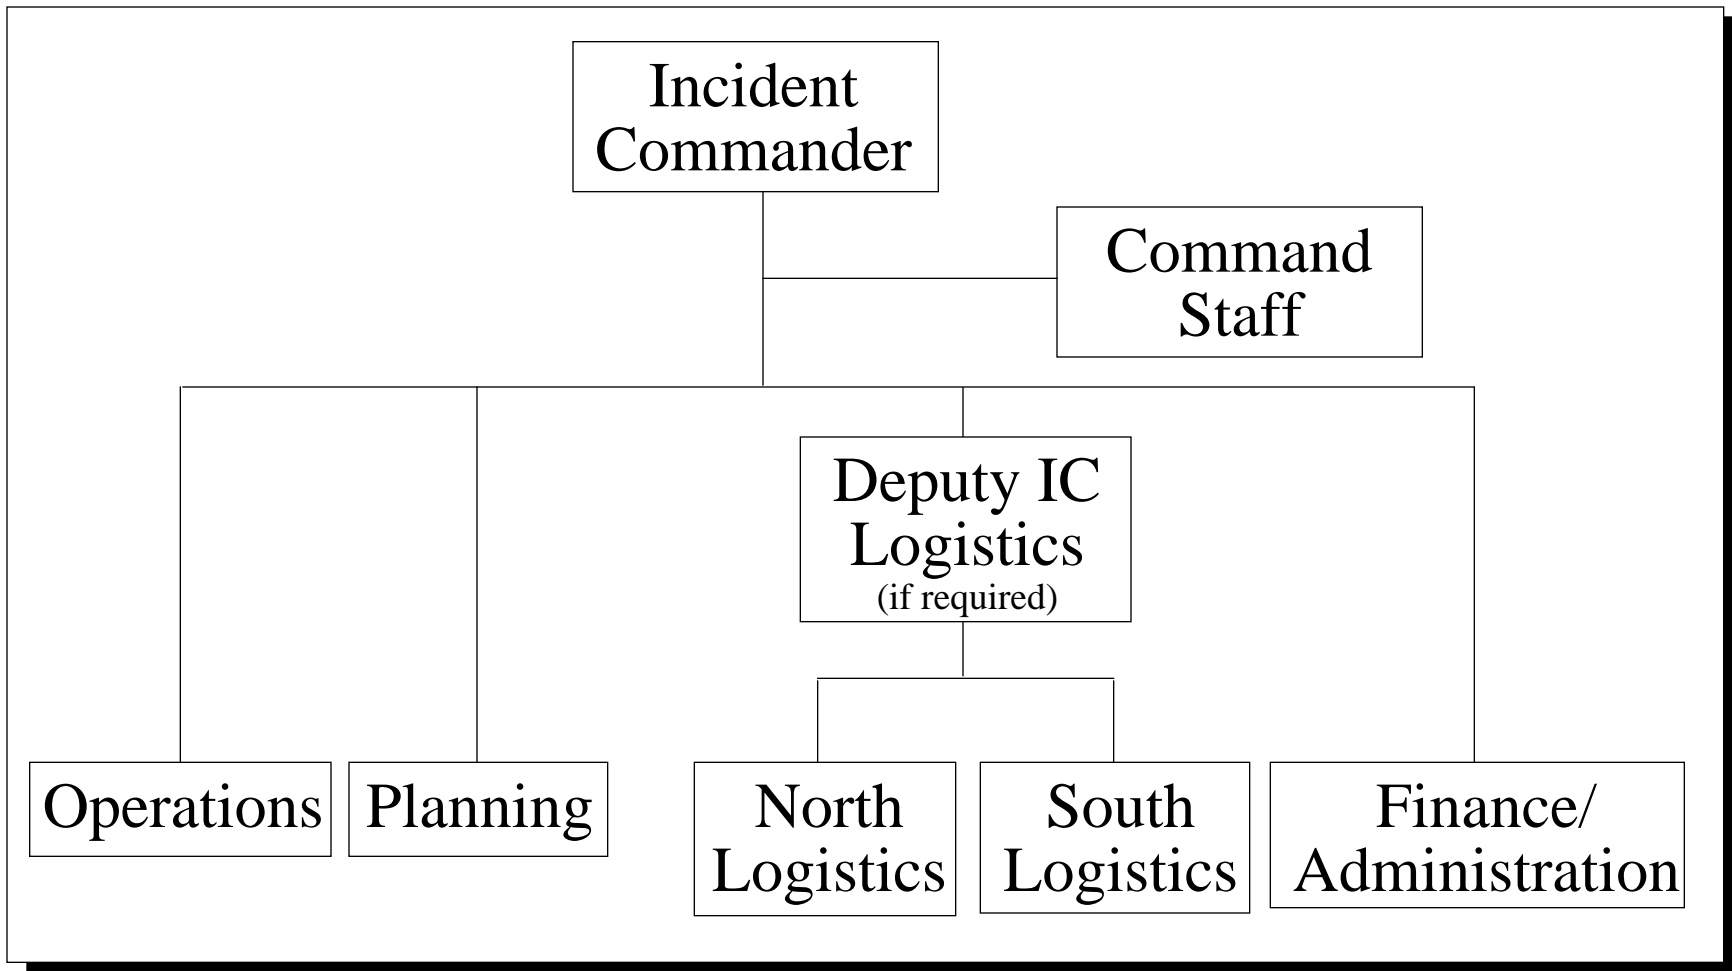 Incident
Commander
Command
Staff
Deputy IC
Logistics
(if required)
Operations
Planning
North
Logistics
South
Logistics
Finance/
Administration